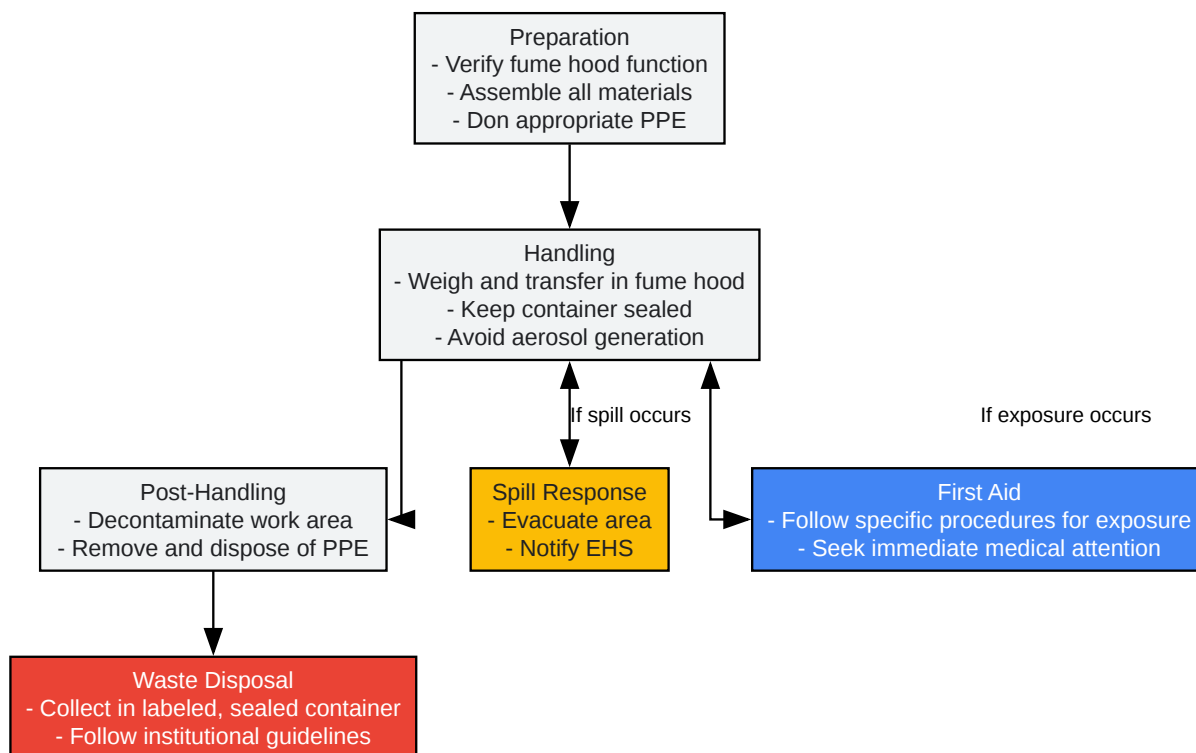 Preparation
- Verify fume hood function
- Assemble all materials
- Don appropriate PPE
Handling
- Weigh and transfer in fume hood
- Keep container sealed
- Avoid aerosol generation
If spill occurs
If exposure occurs
Post-Handling
- Decontaminate work area
- Remove and dispose of PPE
Spill Response
- Evacuate area
- Notify EHS
First Aid
- Follow specific procedures for exposure
- Seek immediate medical attention
Waste Disposal
- Collect in labeled, sealed container
- Follow institutional guidelines